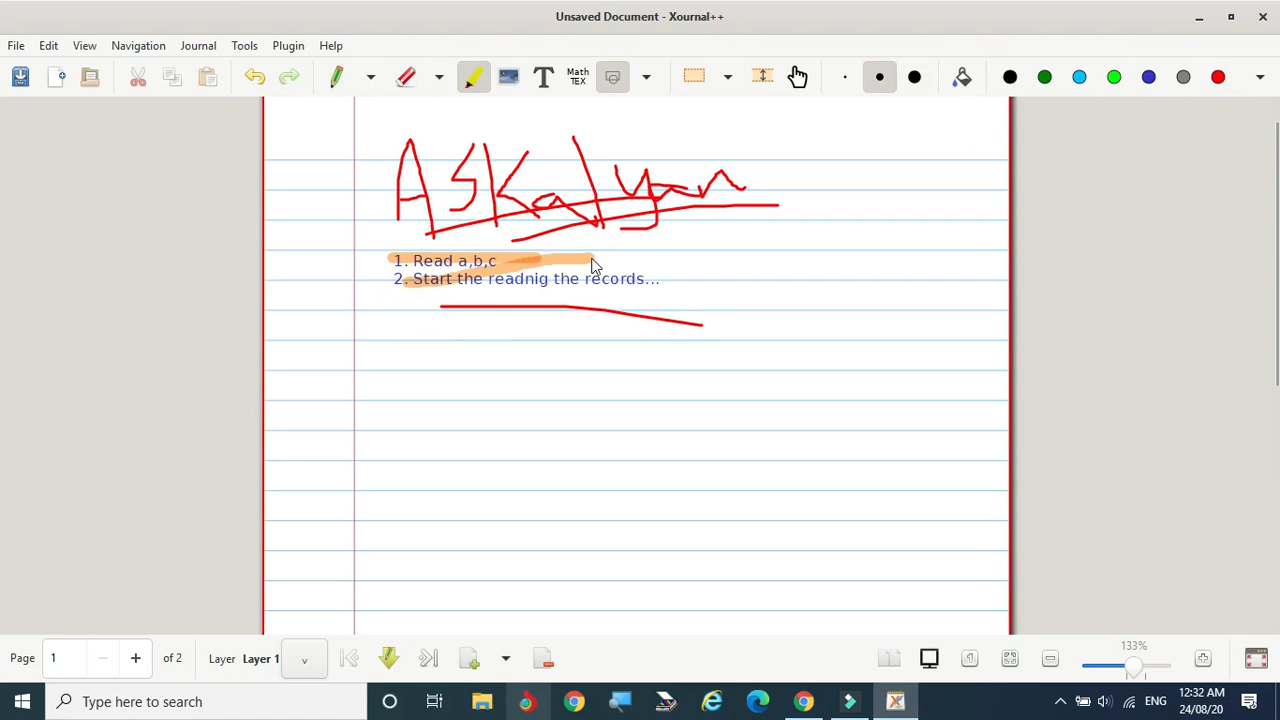 Unsaved Document - Xournal++
File Edit View Navigation Journal Tools Plugin Help
Math
TEX
ASKalyan
1. Read a,b,c
2. Start the readnig the records...
Page 1 of 2 Layer Layer 1 133%
Type here to search
ENG
12:32 AM
24/08/20